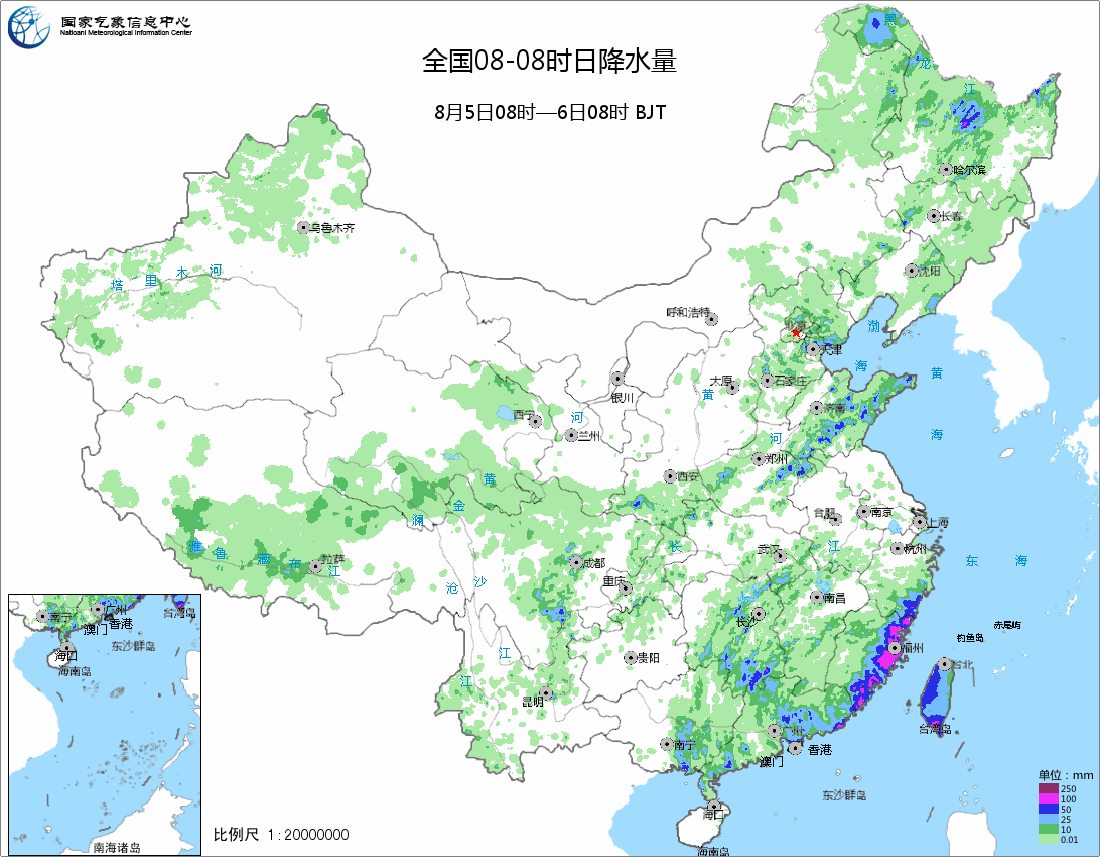 国家气象信息中心
Naitioanl Meteorological Information Center
全国08-08时日降水量
8月5日08时—6日08时 BJT
黑
龙
江
哈尔滨
长春
乌鲁木齐
塔 里 木 河
沈阳
呼和浩特
北京
渤
天津
海
黄
太原
石家庄
银川
黄
济南
西宁
河
兰州
海
河
郑州
西安
黄
金
澜
合肥
南京
上海
雅 鲁 藏 布 江
拉萨
长
武汉
江
杭州
成都
东 海
重庆
沧 沙
南昌
长沙
赤尾屿
钓鱼岛
福州
江
贵阳
台北
江
昆明
台湾岛
广州
南宁
香港
澳门
东沙群岛
海口
海南岛
南宁
广州
台湾岛
香港
澳门
东沙群岛
海口
海南岛
南海诸岛
比例尺 1:20000000
单位：mm
250
100
50
25
10
0.01